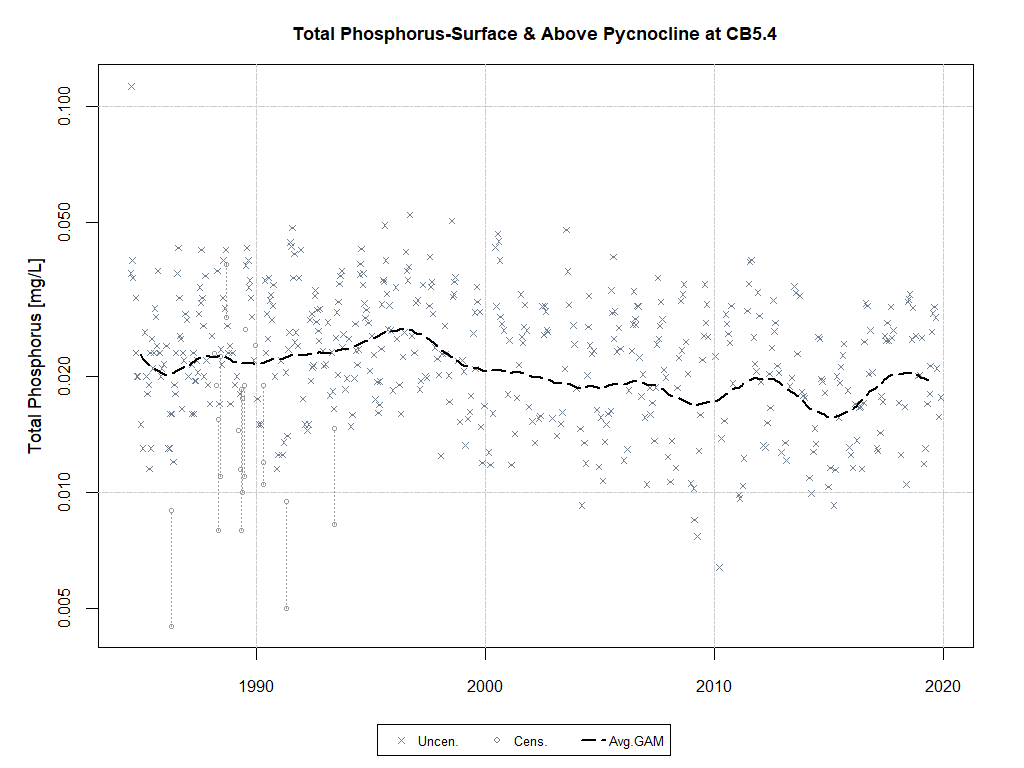 Total Phosphorus-Surface & Above Pycnocline at CB5.4
Total Phosphorus [mg/L]
0.100
0.050
0.020
0.010
0.005
1990
2000
2010
2020
Uncen.
Cens.
Avg.GAM